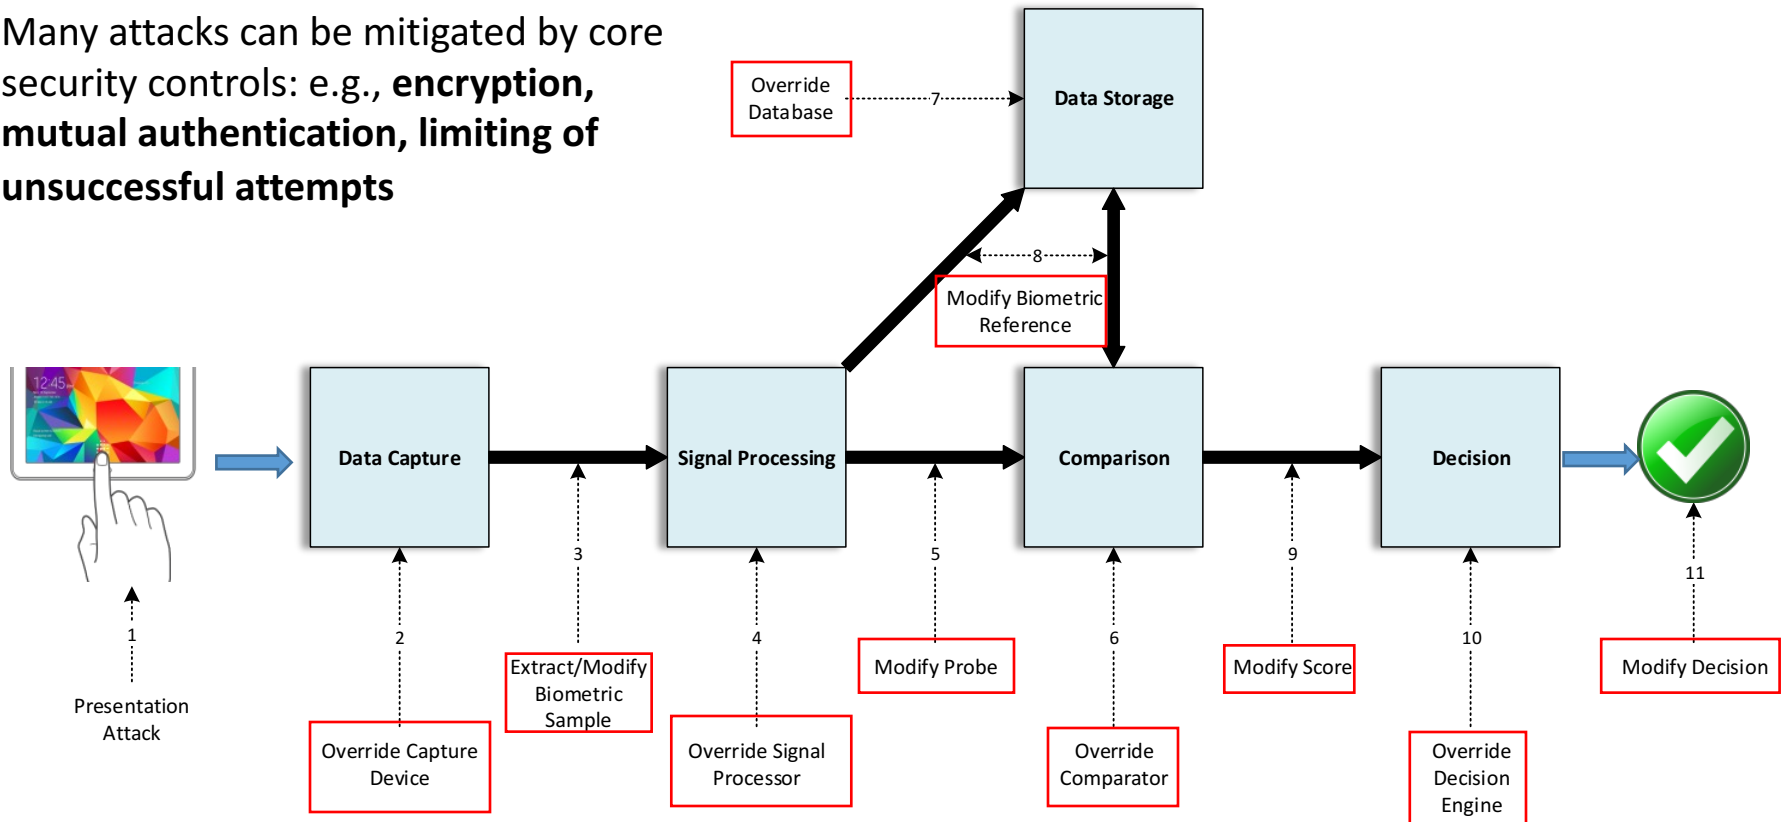 Many attacks can be mitigated by core
security controls: e.g., encryption,
mutual authentication, limiting of
unsuccessful attempts
Override
Database
7
Data Storage
8
Modify Biometric
Reference
12:45
Data Capture
Signal Processing
Comparison
Decision
1
2
3
4
5
6
9
10
11
Presentation
Attack
Override Capture
Device
Extract/Modify
Biometric
Sample
Override Signal
Processor
Modify Probe
Override
Comparator
Modify Score
Override
Decision
Engine
Modify Decision